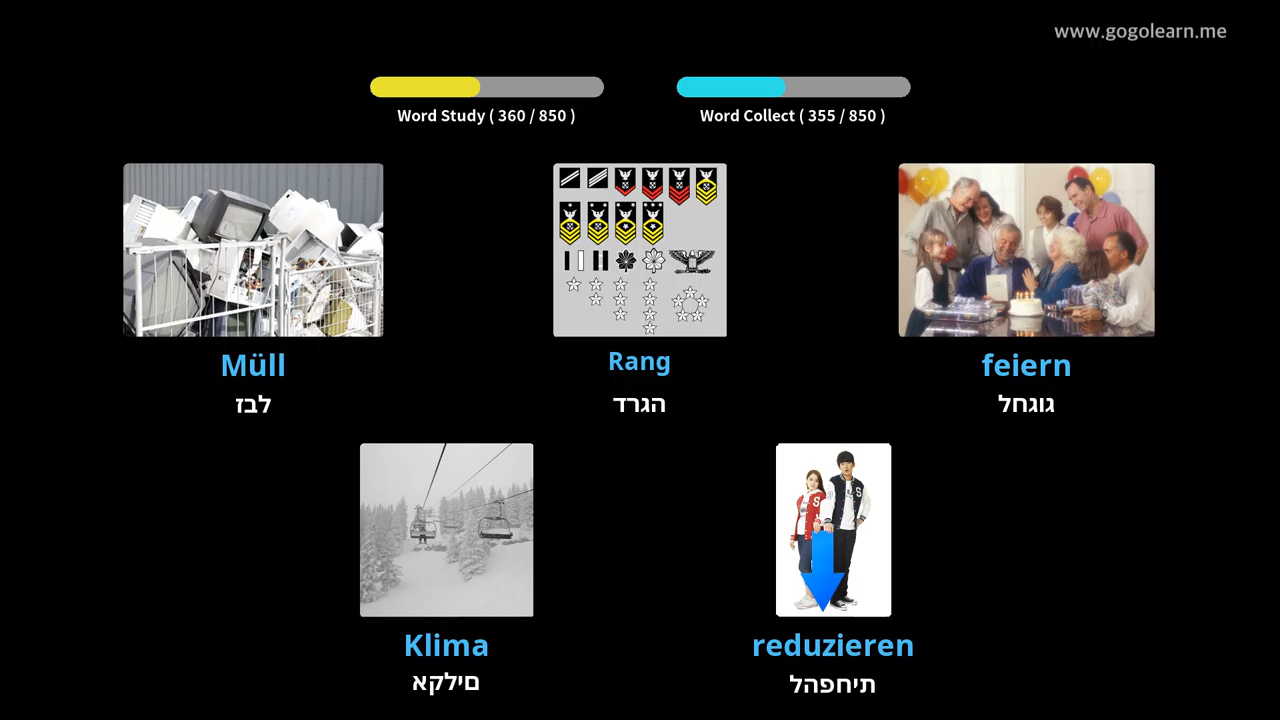 www.gogolearn.me
Word Study ( 360 / 850 )
Word Collect ( 355 / 850 )
Müll
לבז
Rang
הגרד
feiern
גוגחל
Klima
םילקא
reduzieren
תיחפהל